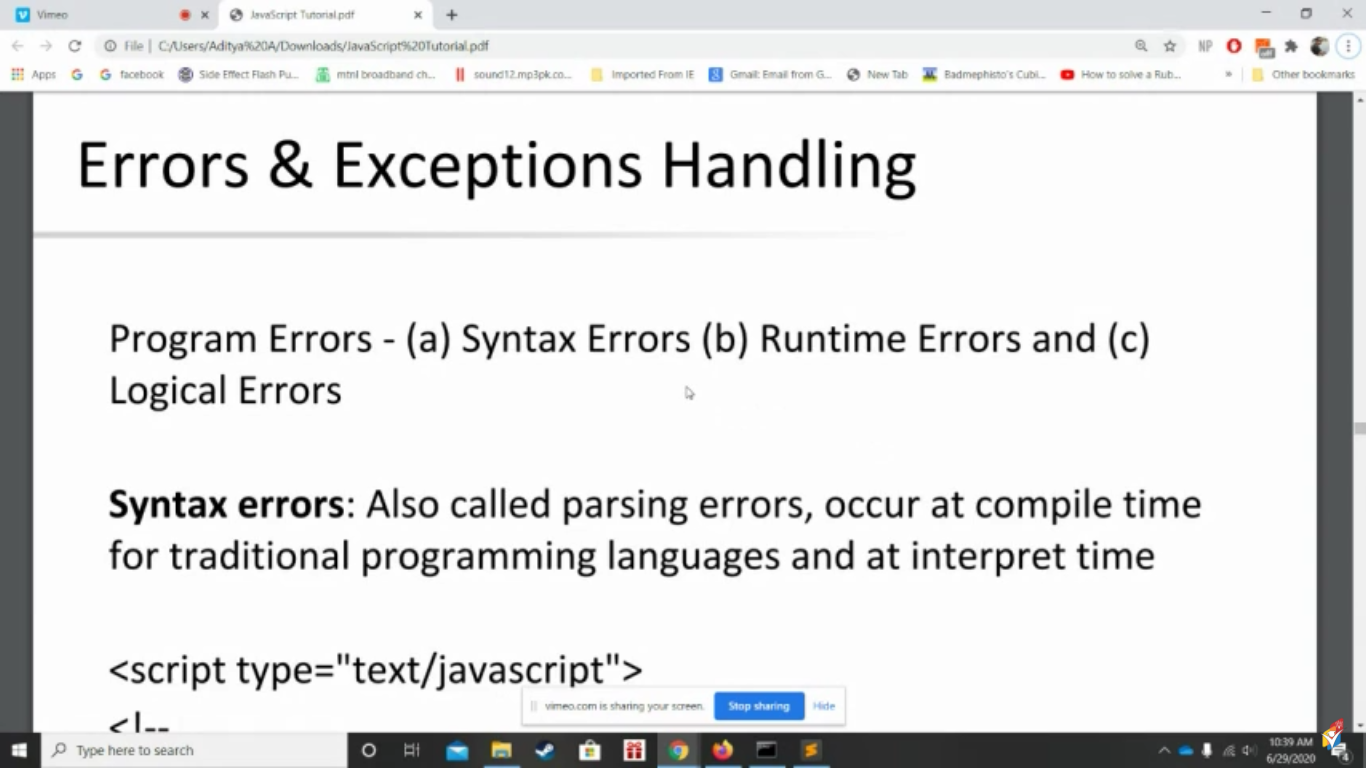 Vimeo
JavaScript Tutorial.pdf
File | C:/Users/Aditya%20A/Downloads/JavaScript%20Tutorial.pdf
NP
Apps
facebook
Side Effect Flash Pu...
mtnl broadband ch...
sound12.mp3pk.co...
Imported From IE
Gmail: Email from G...
New Tab
Badmephisto's Cubi...
How to solve a Rub...
»
Other bookmarks
Errors & Exceptions Handling
Program Errors - (a) Syntax Errors (b) Runtime Errors and (c)
Logical Errors
Syntax errors: Also called parsing errors, occur at compile time
for traditional programming languages and at interpret time
<script type="text/javascript">
<!--
vimeo.com is sharing your screen.
Stop sharing
Hide
Type here to search
10:39 AM
6/29/2020
4